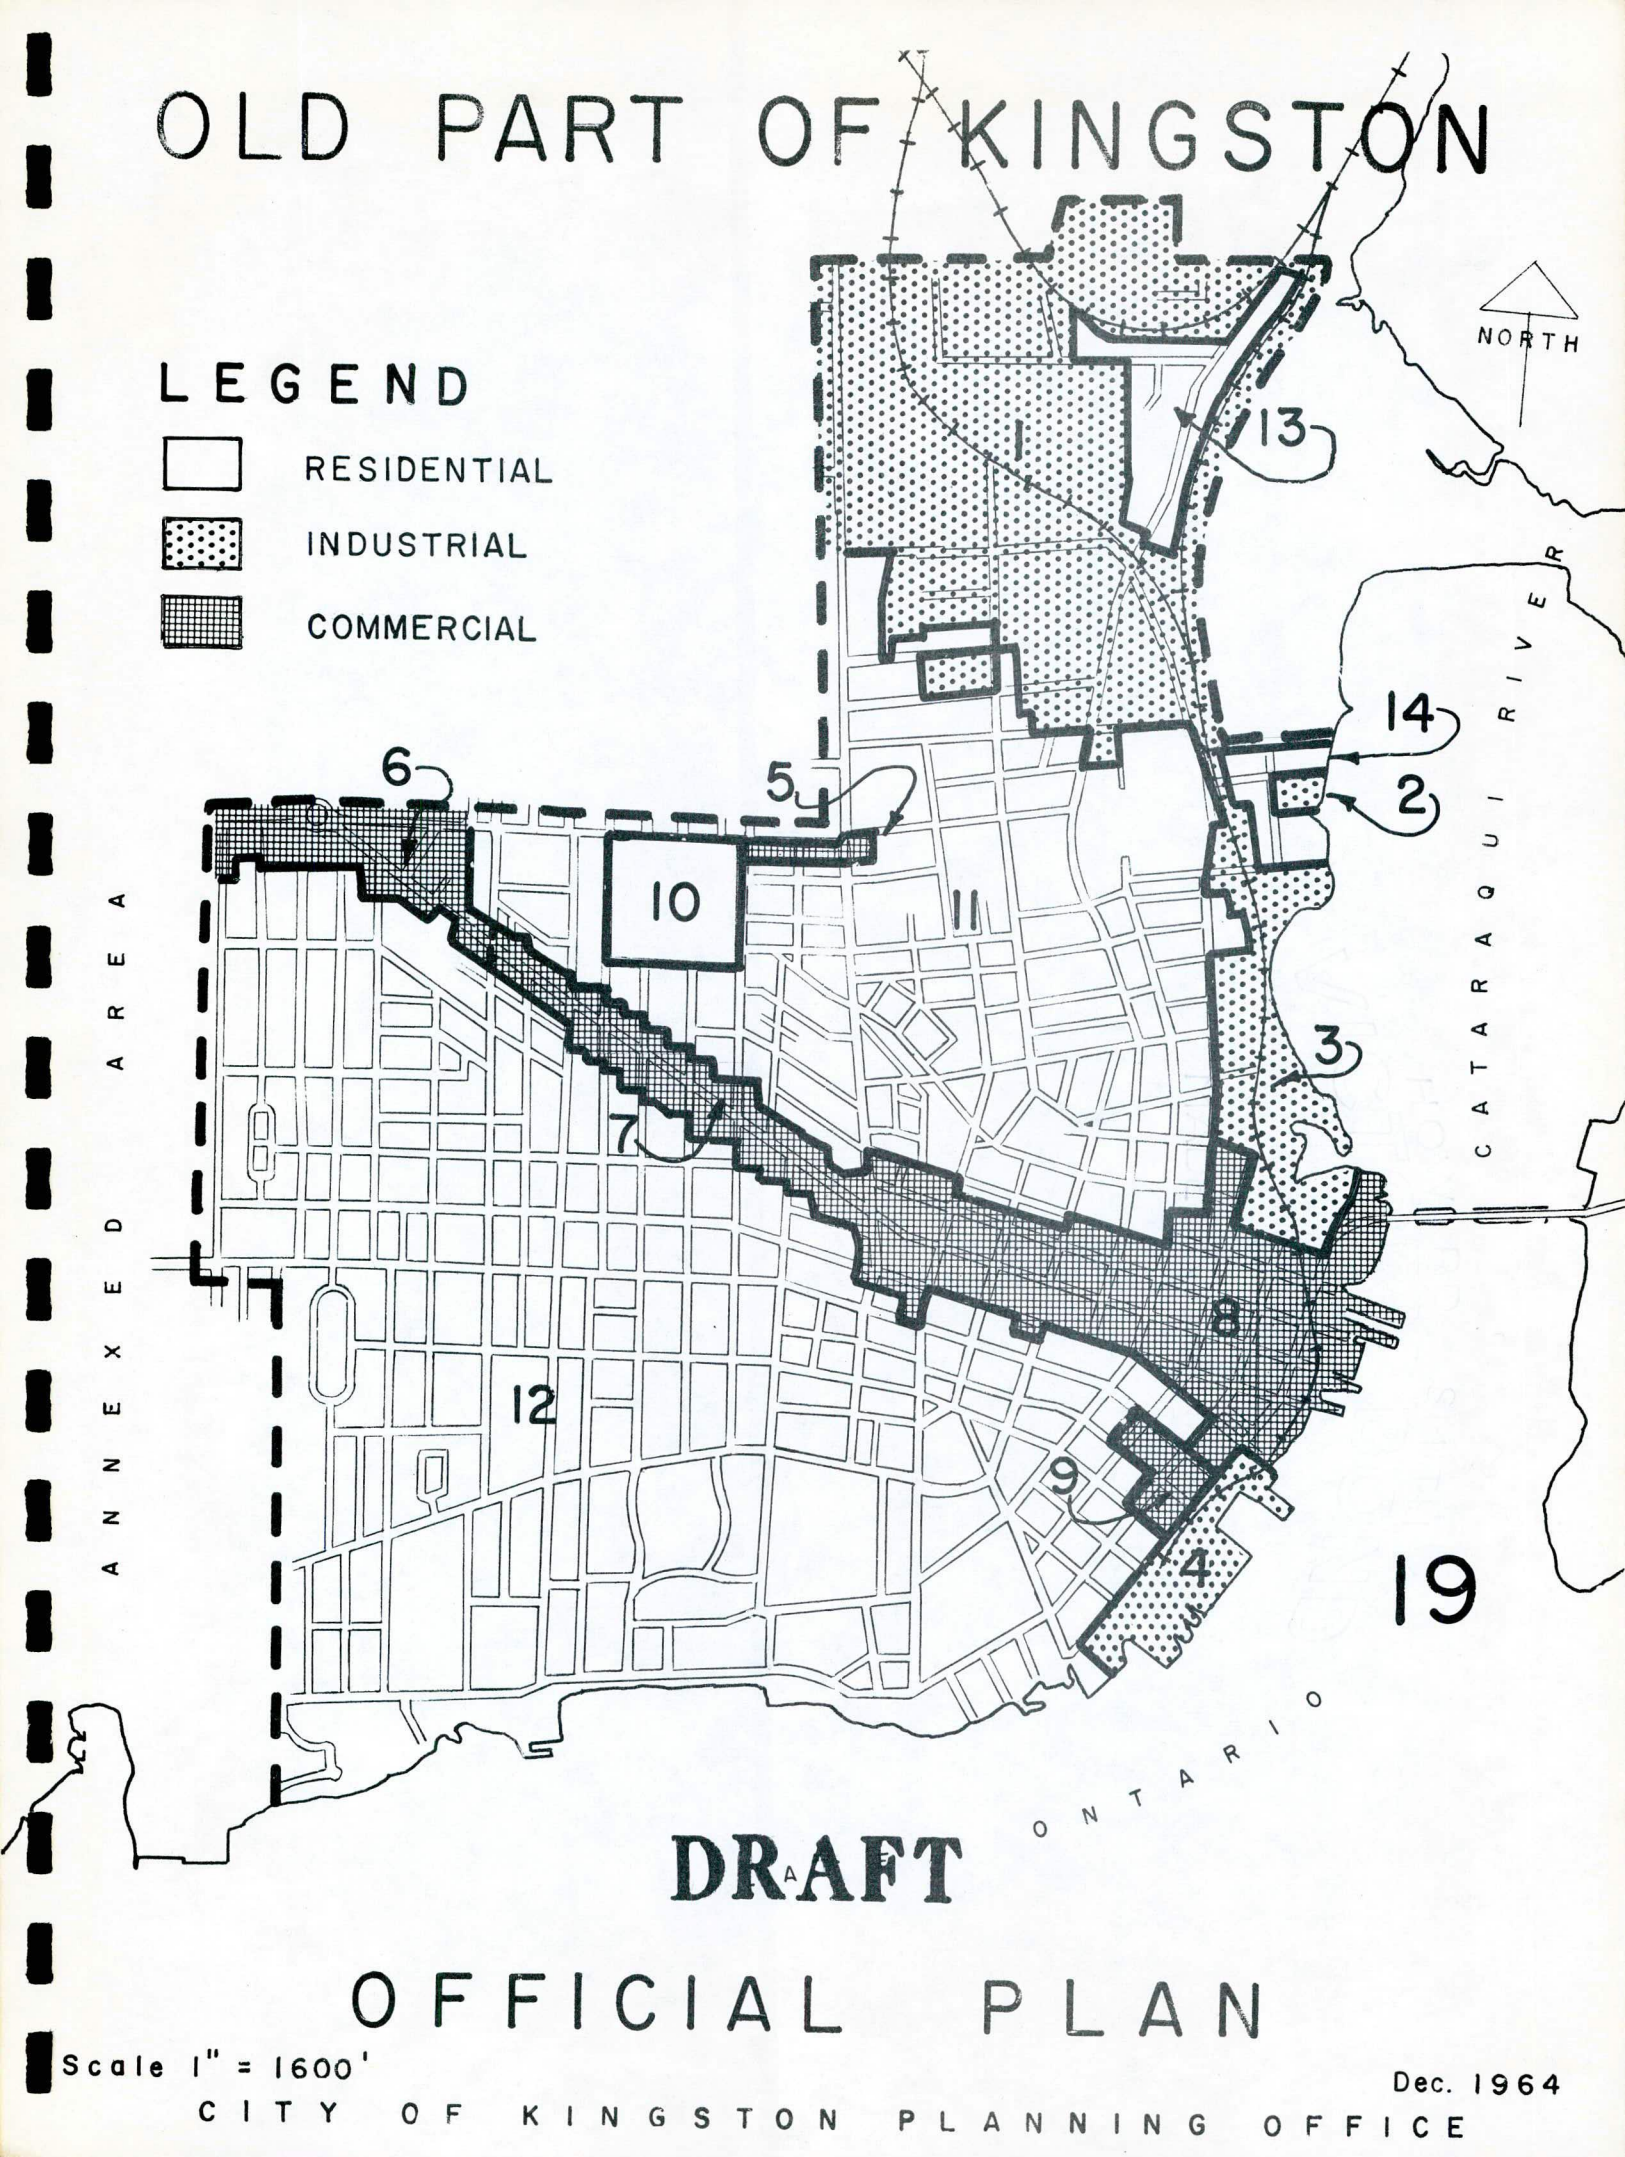 OLD PART OF KINGSTON
NORTH
LEGEND
RESIDENTIAL
INDUSTRIAL
COMMERCIAL
1
13
14
2
6
5
10
11
3
7
8
12
9
4
19
CATARAQUI RIVER
ANNEXED AREA
LAKE ONTARIO
DRAFT
OFFICIAL PLAN
Scale 1" = 1600'
Dec. 1964
CITY OF KINGSTON PLANNING OFFICE